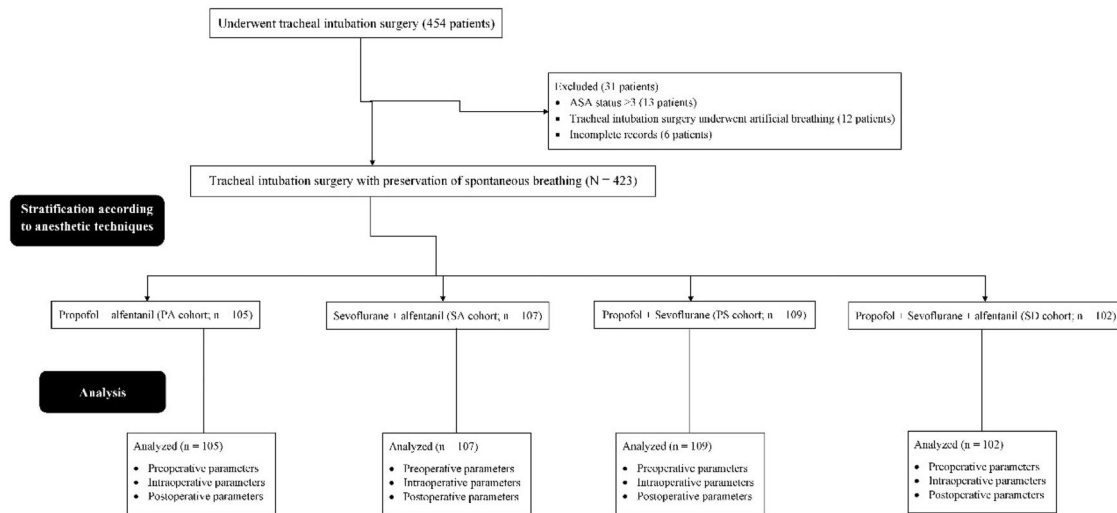 Underwent tracheal intubation surgery (454 patients)
Excluded (31 patients)
• ASA status >3 (13 patients)
▪ Tracheal intubation surgery underwent artificial breathing (12 patients)
▪ Incomplete records (6 patients)
Tracheal intubation surgery with preservation of spontaneous breathing (N = 423)
Stratification according
to anesthetic techniques
Propofol + alfentanil (PA cohort; n = 105)
Sevoflurane + alfentanil (SA cohort; n = 107)
Propofol + Sevoflurane (PS cohort; n = 109)
Propofol + Sevoflurane + alfentanil (SD cohort; n = 102)
Analysis
Analyzed (n = 105)
• Preoperative parameters
• Intraoperative parameters
• Postoperative parameters
Analyzed (n = 107)
• Preoperative parameters
• Intraoperative parameters
• Postoperative parameters
Analyzed (n = 109)
• Preoperative parameters
• Intraoperative parameters
• Postoperative parameters
Analyzed (n = 102)
• Preoperative parameters
• Intraoperative parameters
• Postoperative parameters